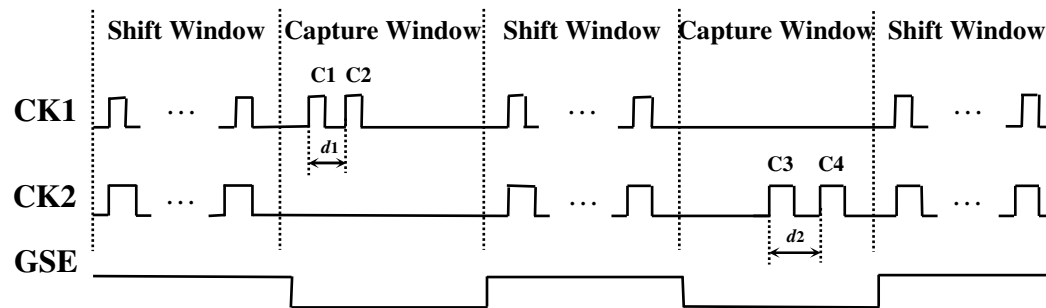 Shift Window Capture Window Shift Window Capture Window Shift Window
C1 C2
CK1 ... ... ...
d1
C3 C4
CK2 ... ... ...
d2
GSE